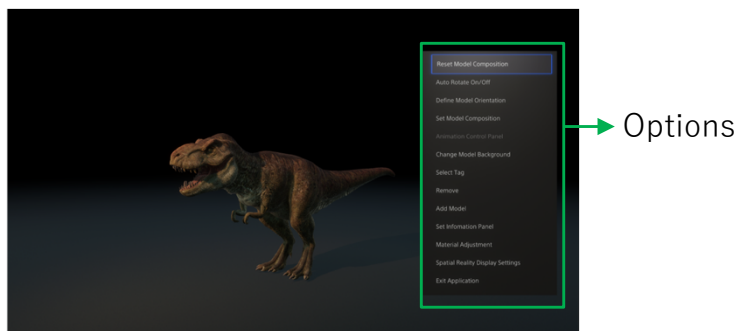 Reset Model Composition
Auto Rotate On/Off
Define Model Orientation
Set Model Composition
Animation Control Panel
Change Model Background
Select Tag
Remove
Add Model
Set Infomation Panel
Material Adjustment
Spatial Reality Display Settings
Exit Application
Options